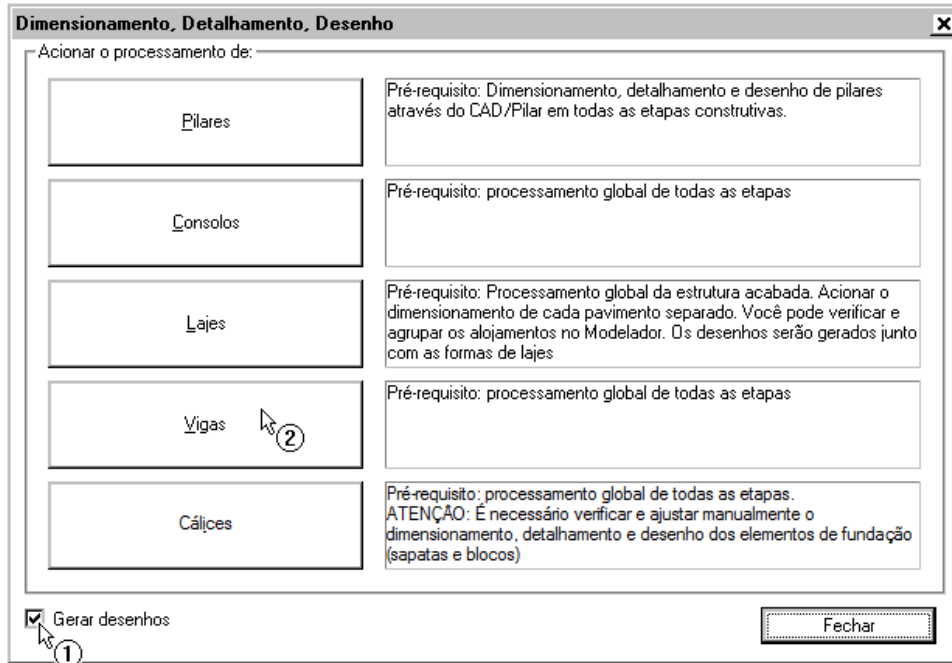 Dimensionamento, Detalhamento, Desenho
Acionar o processamento de:
Pilares
Pré-requisito: Dimensionamento, detalhamento e desenho de pilares
através do CAD/Pilar em todas as etapas construtivas.
Consolos
Pré-requisito: processamento global de todas as etapas
Lajes
Pré-requisito: Processamento global da estrutura acabada. Acionar o
dimensionamento de cada pavimento separado. Você pode verificar e
agrupar os alojamentos no Modelador. Os desenhos serão gerados junto
com as formas de lajes
Vigas
2
Pré-requisito: processamento global de todas as etapas
Cálices
Pré-requisito: processamento global de todas as etapas.
ATENÇÃO: É necessário verificar e ajustar manualmente o
dimensionamento, detalhamento e desenho dos elementos de fundação
(sapatas e blocos)
Gerar desenhos
1
Fechar